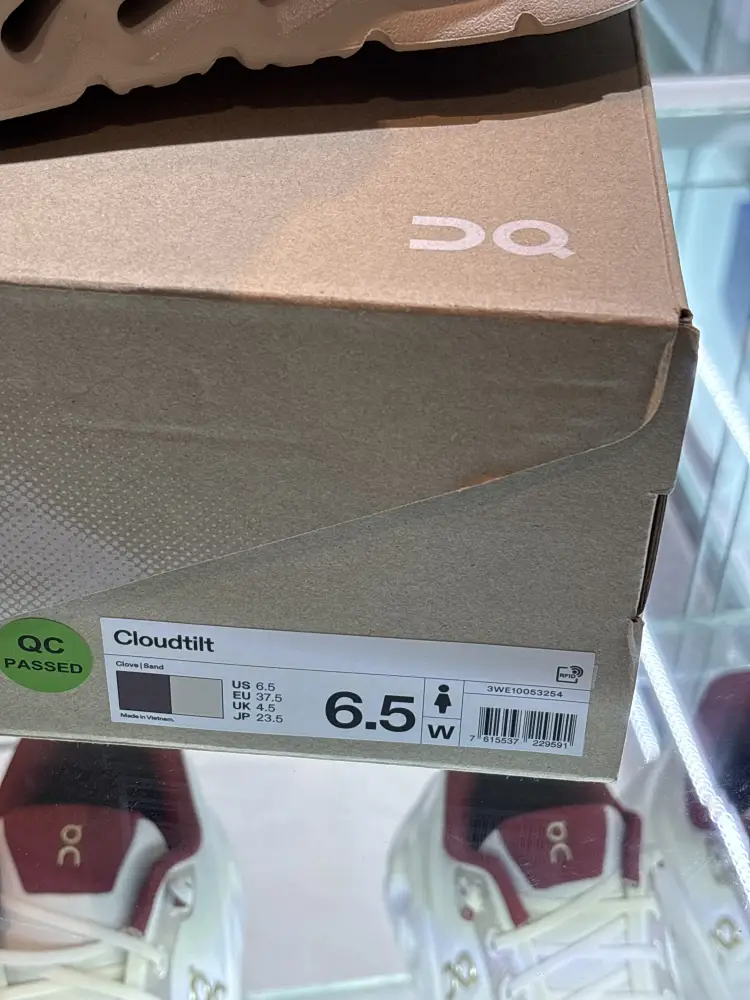 QC
PASSED
Cloudtilt
Clove | Sand
US 6.5
EU 37.5
UK 4.5
JP 23.5
Made in Vietnam.
6.5
W
RFID
3WE10053254
7 615537 229591